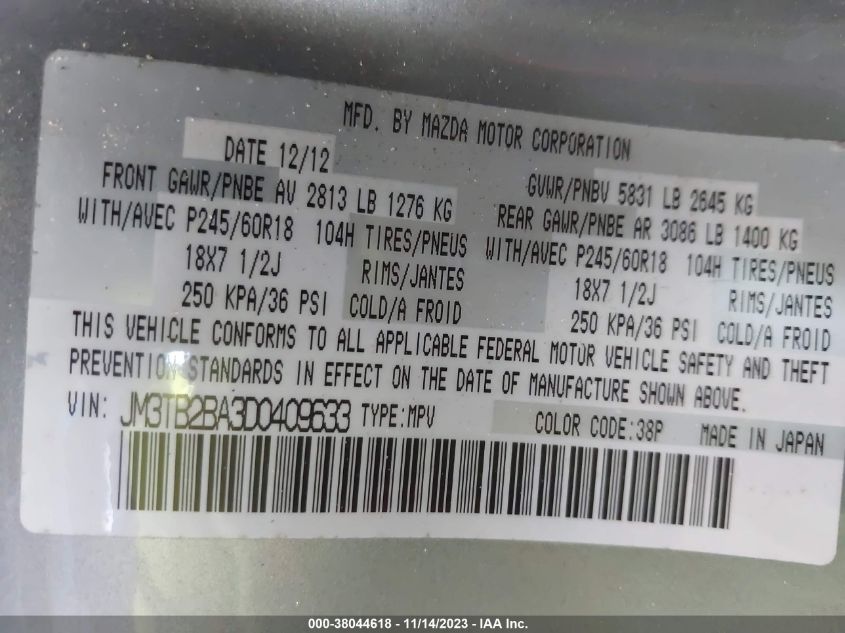 MFD. BY MAZDA MOTOR CORPORATION
DATE 12/12 GVWR/PNBV 5831 LB 2645 KG
FRONT GAWR/PNBE AV 2813 LB 1276 KG REAR GAWR/PNBE AR 3086 LB 1400 KG
WITH/AVEC P245/60R18 104H TIRES/PNEUS WITH/AVEC P245/60R18 104H TIRES/PNEUS
18X7 1/2J RIMS/JANTES 18X7 1/2J RIMS/JANTES
250 KPA/36 PSI COLD/A FROID 250 KPA/36 PSI COLD/A FROID
THIS VEHICLE CONFORMS TO ALL APPLICABLE FEDERAL MOTOR VEHICLE SAFETY AND THEFT
PREVENTION STANDARDS IN EFFECT ON THE DATE OF MANUFACTURE SHOWN ABOVE.
VIN: JM3TB2BA3D0409633 TYPE:MPV COLOR CODE:38P MADE IN JAPAN
000-38044618 - 11/14/2023 - IAA Inc.